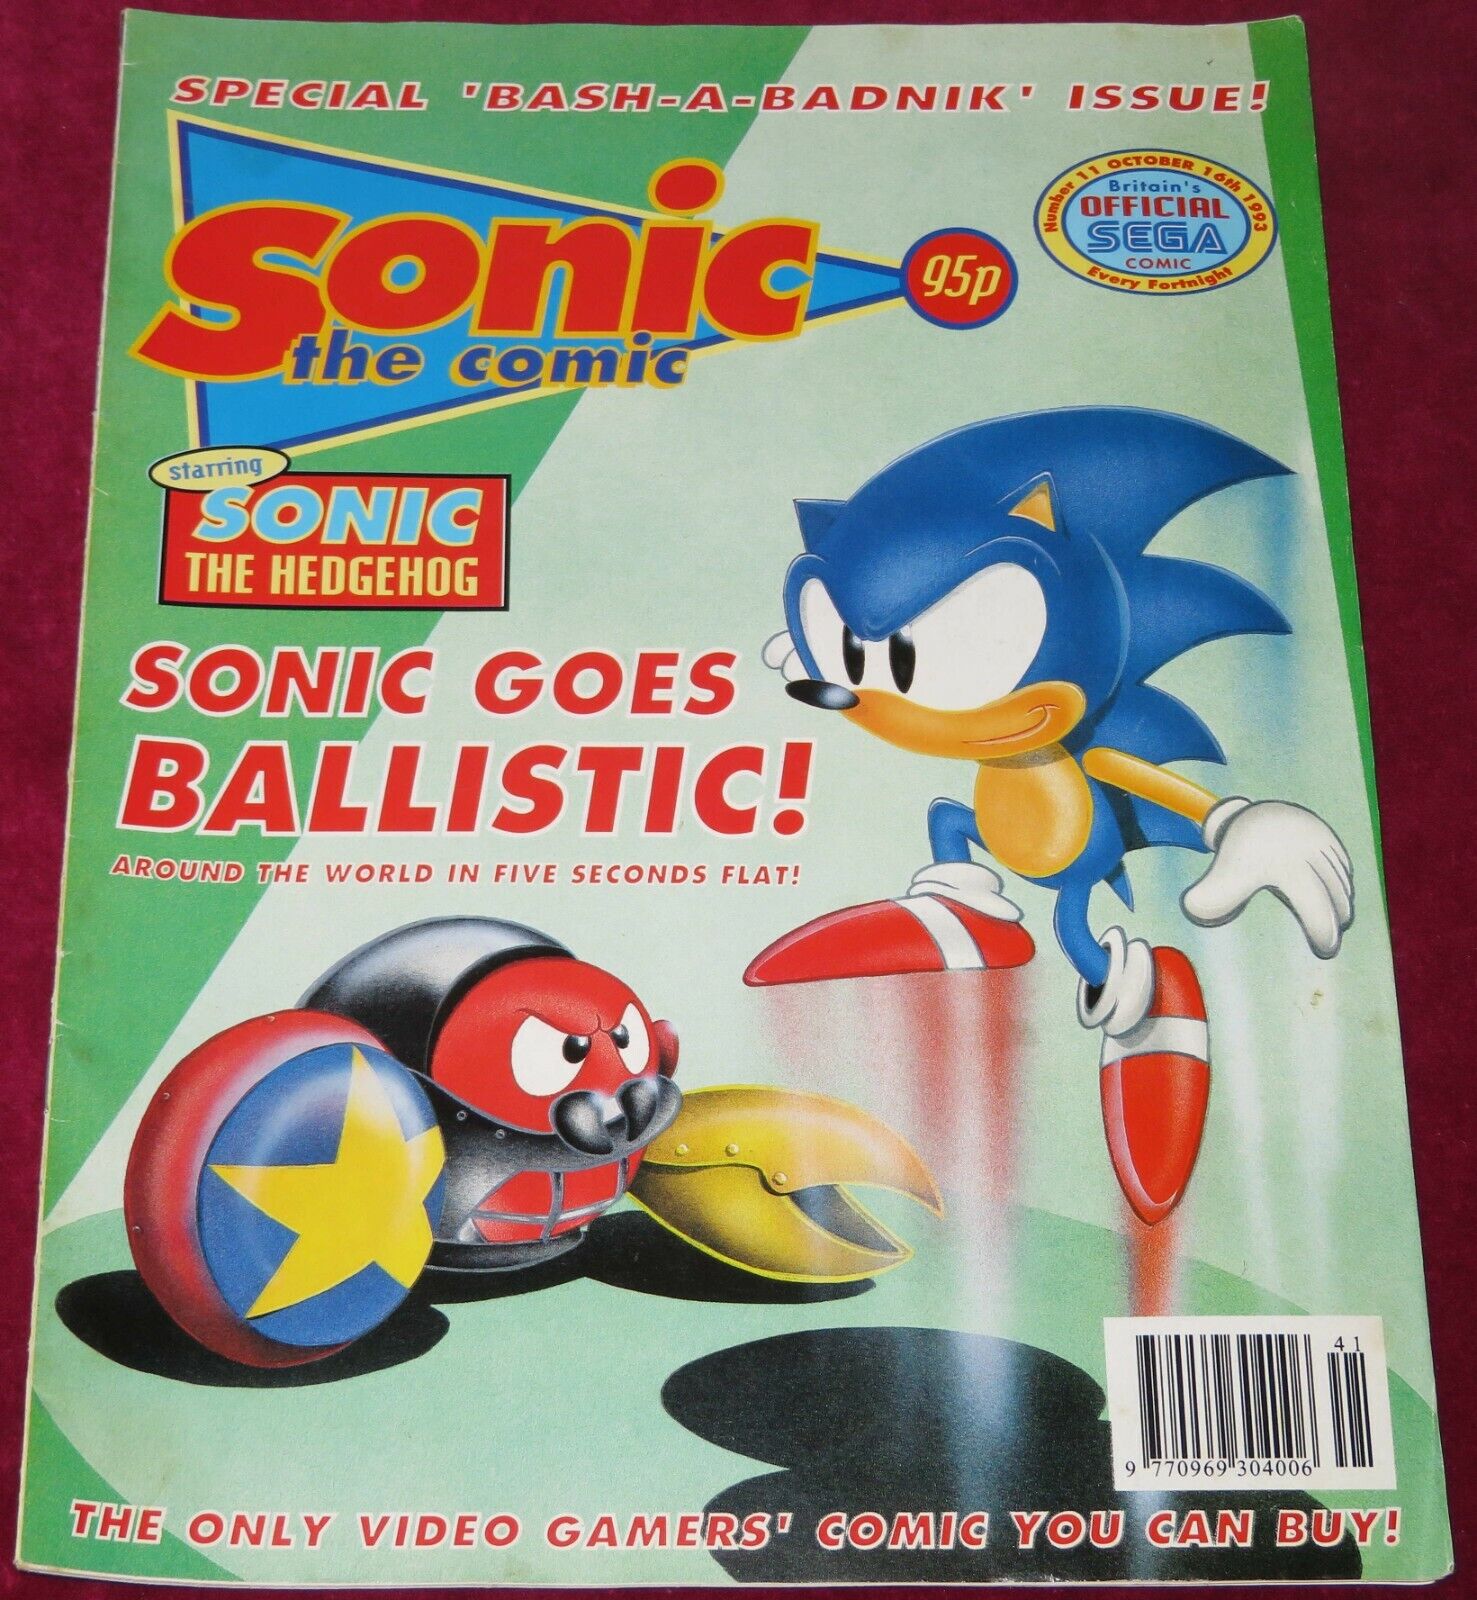 SPECIAL 'BASH-A-BADNIK' ISSUE!
Sonic
the comic
95p
Number 11 OCTOBER 16th 1993
Britain's
OFFICIAL
SEGA
COMIC
Every Fortnight
starring
SONIC
THE HEDGEHOG
SONIC GOES
BALLISTIC!
AROUND THE WORLD IN FIVE SECONDS FLAT!
41
9 770969 304006
THE ONLY VIDEO GAMERS' COMIC YOU CAN BUY!